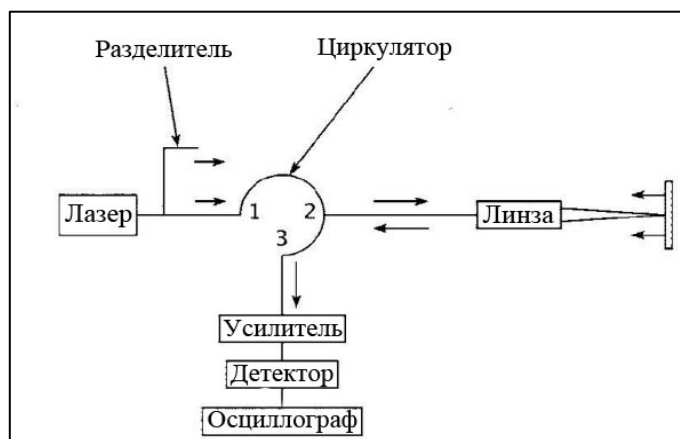 Разделитель
Циркулятор
Лазер
1
2
Линза
3
Усилитель
Детектор
Осциллограф